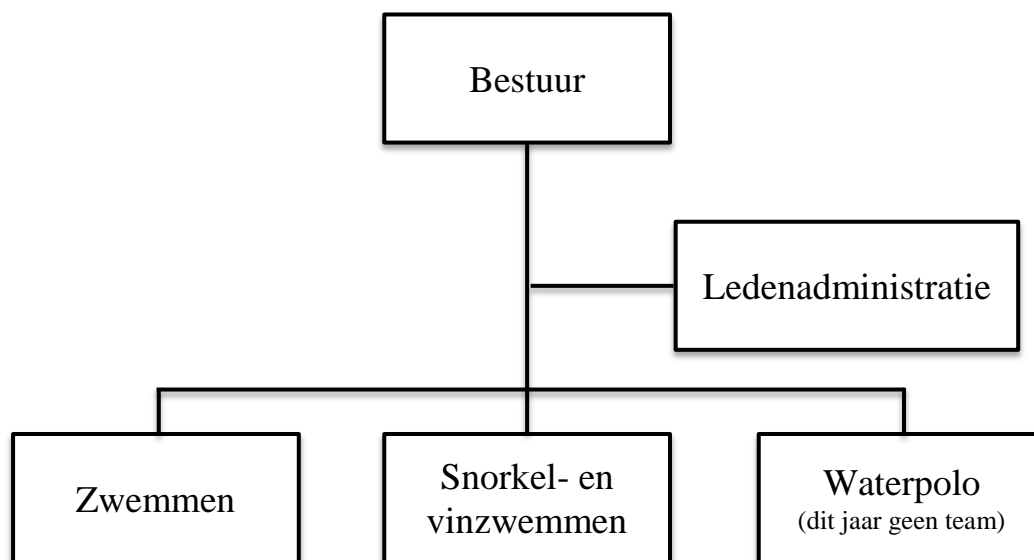 Bestuur
Ledenadministratie
Zwemmen
Snorkel- en
vinzwemmen
Waterpolo
(dit jaar geen team)